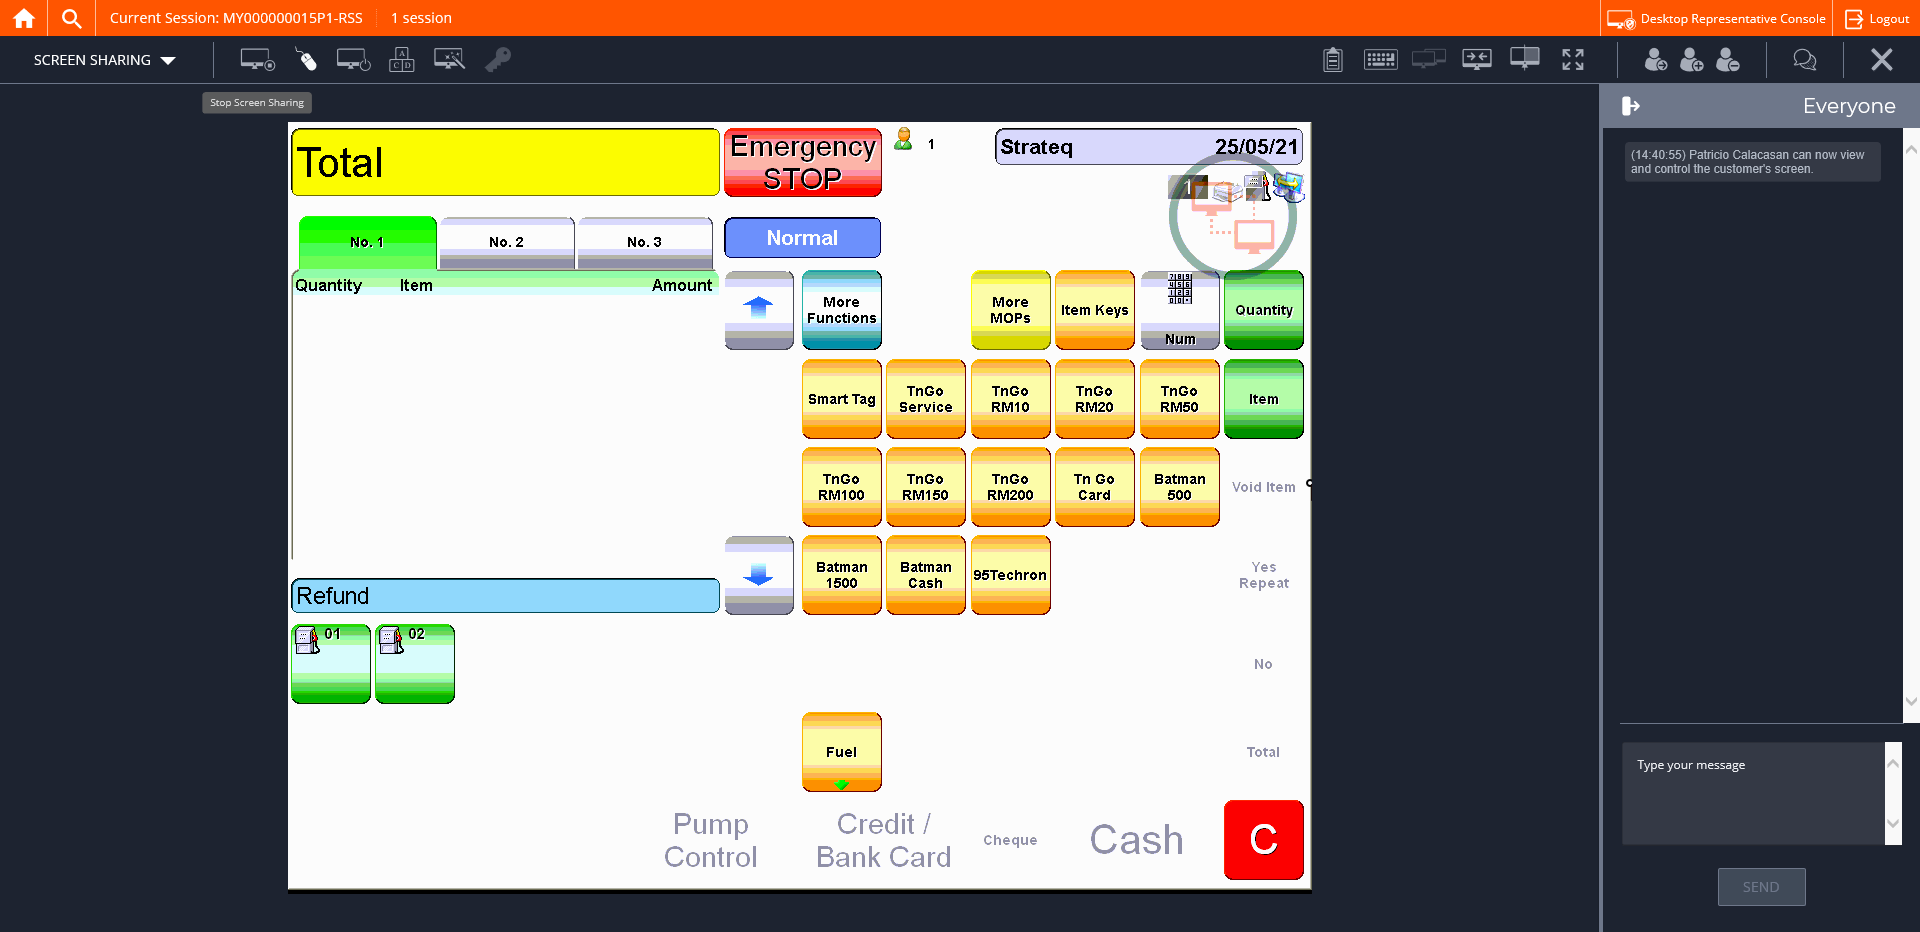 Current Session: MY000000015P1-RSS
1 session
Desktop Representative Console
Logout
SCREEN SHARING
Stop Screen Sharing
Everyone
(14:40:55) Patricio Calacasan can now view
and control the customer's screen.
Total
Emergency
STOP
1
Strateq 25/05/21
1
No. 1
No. 2
No. 3
Normal
Quantity Item Amount
More
Functions
More
MOPs
Item Keys
Num
Quantity
Smart Tag
TnGo
Service
TnGo
RM10
TnGo
RM20
TnGo
RM50
Item
TnGo
RM100
TnGo
RM150
TnGo
RM200
Tn Go
Card
Batman
500
Void Item
Batman
1500
Batman
Cash
95Techron
Yes
Repeat
Refund
01
02
No
Fuel
Total
Pump
Control
Credit /
Bank Card
Cheque
Cash
C
Type your message
SEND